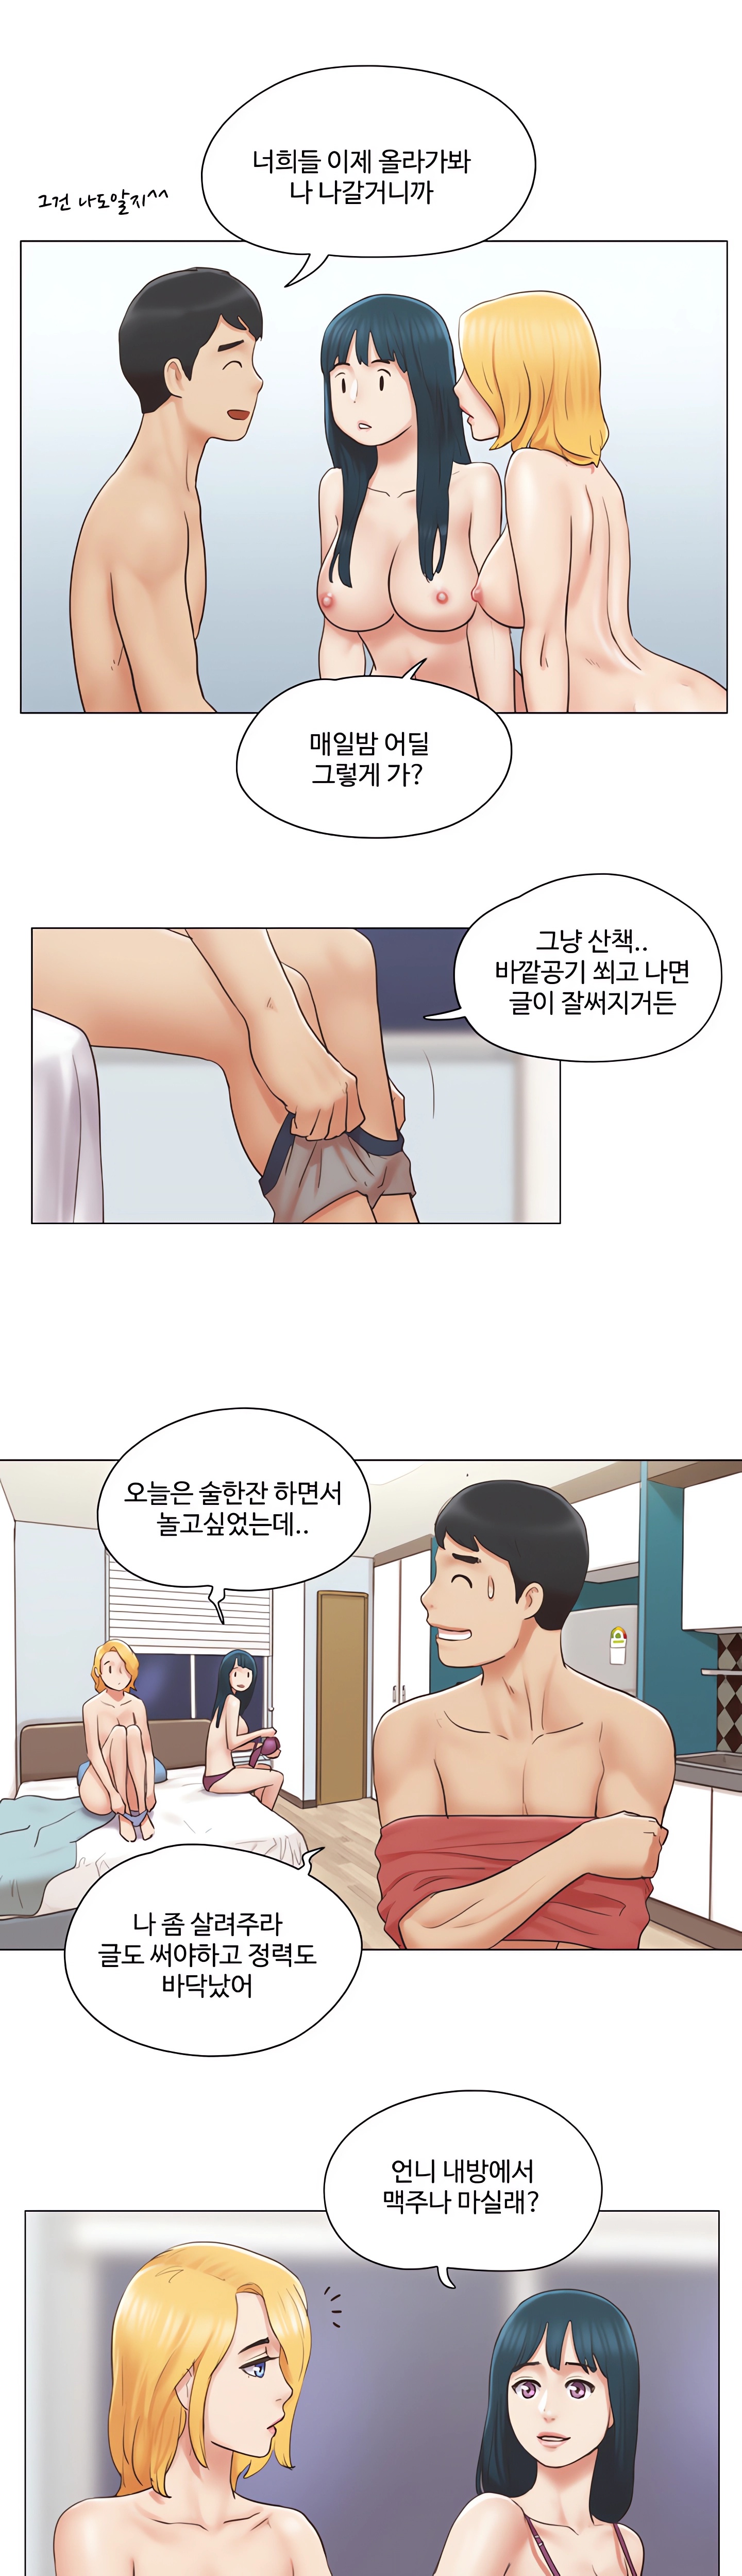 너희들 이제 올라가봐
나 나갈거니까
그건 나도알지^^
매일밤 어딜
그렇게 가?
그냥 산책..
바깥공기 쐬고 나면
글이 잘써지거든
오늘은 술한잔 하면서
놀고싶었는데..
나 좀 살려주라
글도 써야하고 정력도
바닥났어
언니 내방에서
맥주나 마실래?